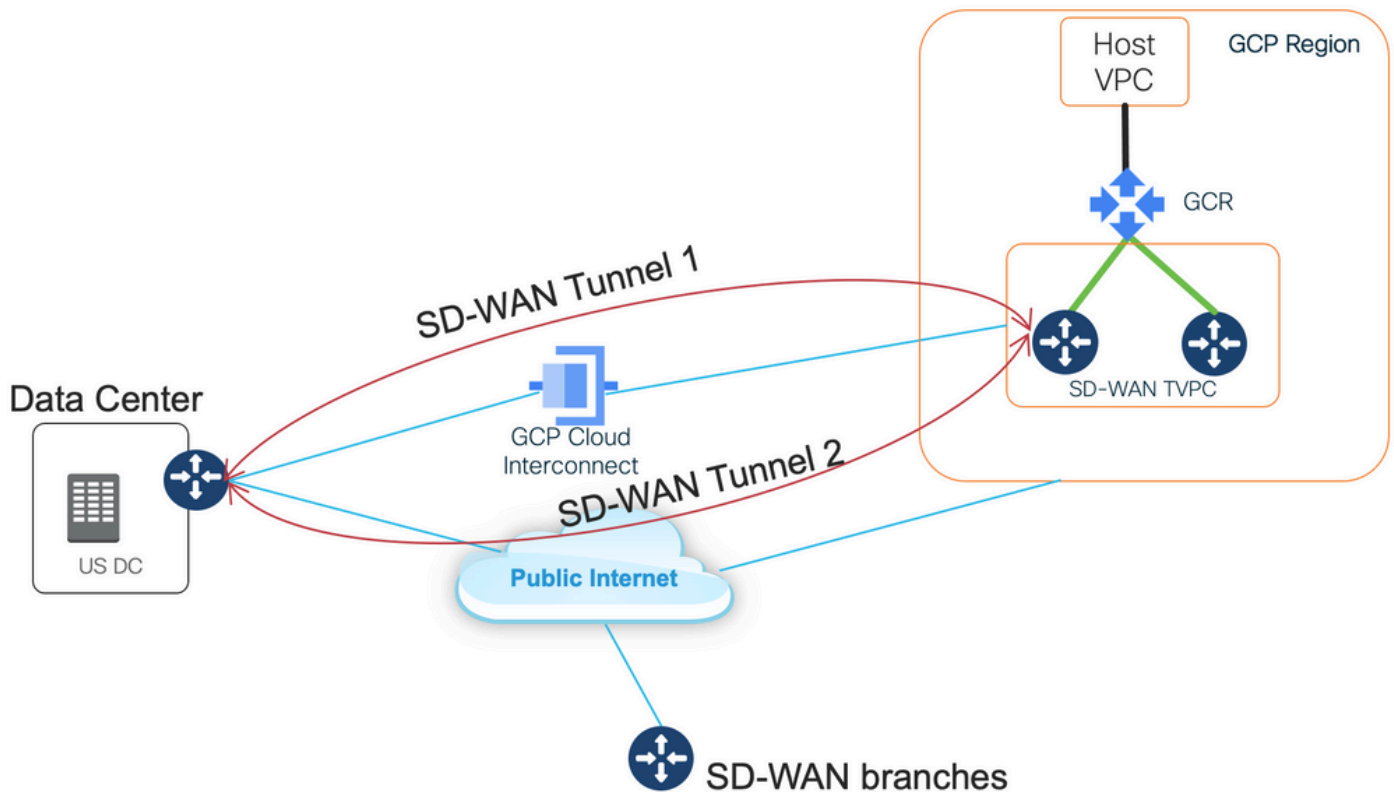 Host
VPC
GCP Region
GCR
SD-WAN Tunnel 1
SD-WAN TVPC
Data Center
GCP Cloud
Interconnect
SD-WAN Tunnel 2
US DC
Public Internet
SD-WAN branches